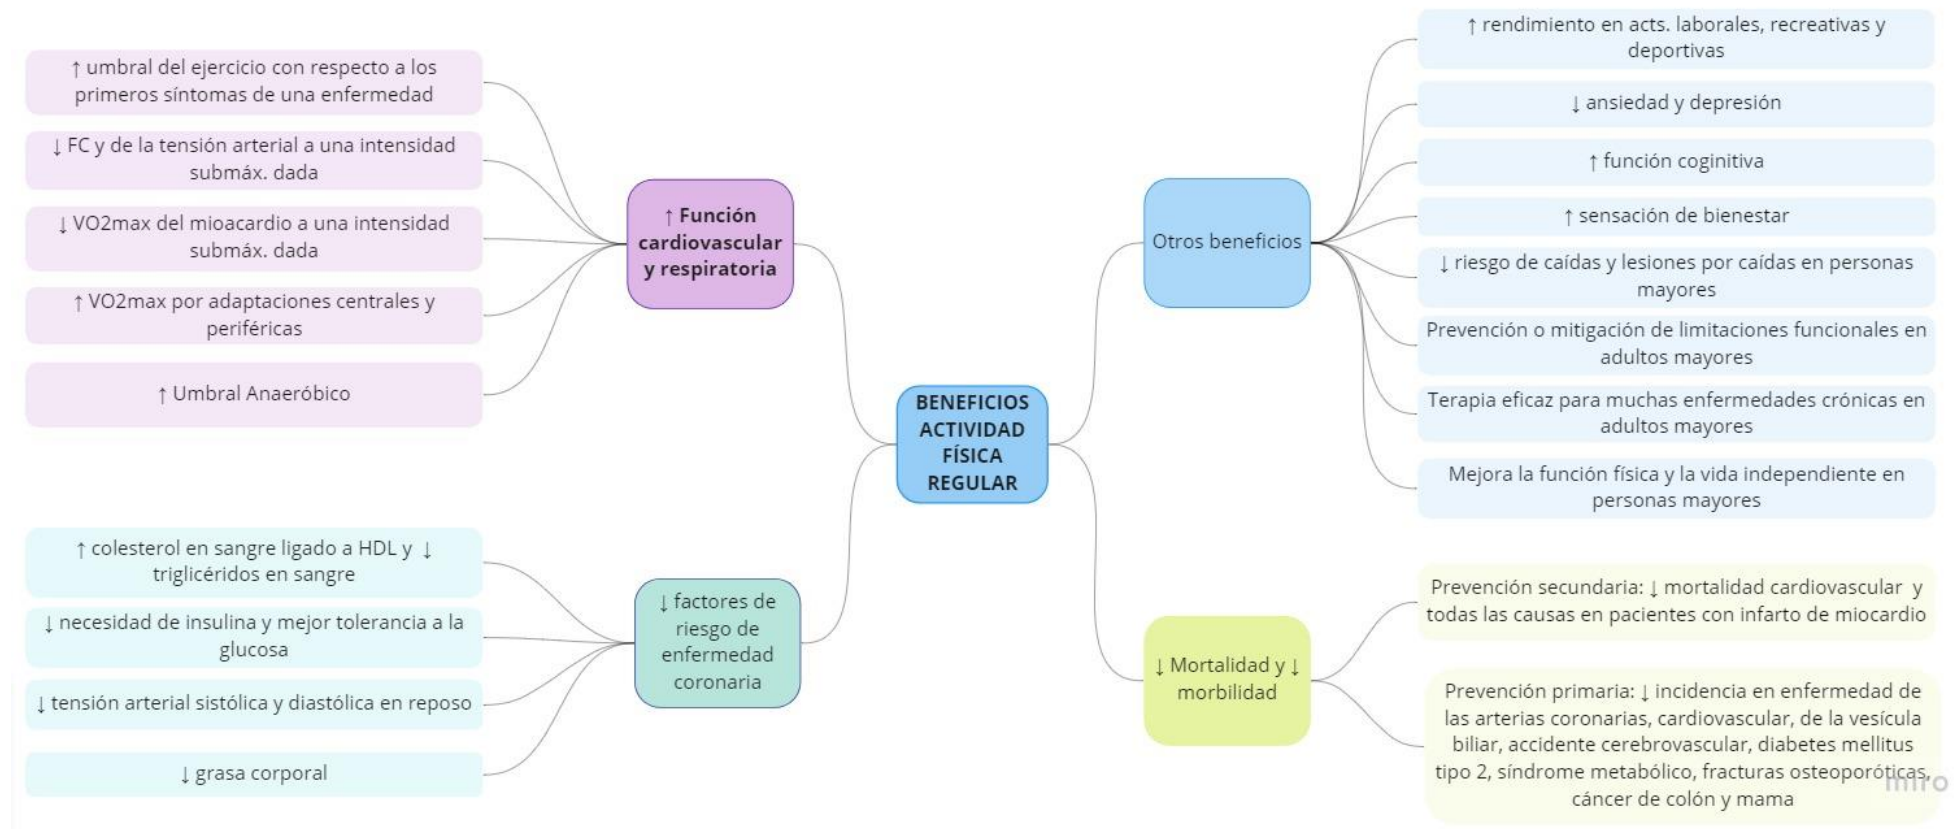 ↑ umbral del ejercicio con respecto a los
primeros síntomas de una enfermedad
↓ FC y de la tensión arterial a una intensidad
submáx. dada
↓ VO2max del mioacardio a una intensidad
submáx. dada
↑ VO2max por adaptaciones centrales y
periféricas
↑ Umbral Anaeróbico
↑ Función
cardiovascular
y respiratoria
↑ colesterol en sangre ligado a HDL y ↓
triglicéridos en sangre
↓ necesidad de insulina y mejor tolerancia a la
glucosa
↓ tensión arterial sistólica y diastólica en reposo
↓ grasa corporal
↓ factores de
riesgo de
enfermedad
coronaria
BENEFICIOS
ACTIVIDAD
FÍSICA
REGULAR
Otros beneficios
↑ rendimiento en acts. laborales, recreativas y
deportivas
↓ ansiedad y depresión
↑ función coginitiva
↑ sensación de bienestar
↓ riesgo de caídas y lesiones por caídas en personas
mayores
Prevención o mitigación de limitaciones funcionales en
adultos mayores
Terapia eficaz para muchas enfermedades crónicas en
adultos mayores
Mejora la función física y la vida independiente en
personas mayores
↓ Mortalidad y ↓
morbilidad
Prevención secundaria: ↓ mortalidad cardiovascular y
todas las causas en pacientes con infarto de miocardio
Prevención primaria: ↓ incidencia en enfermedad de
las arterias coronarias, cardiovascular, de la vesícula
biliar, accidente cerebrovascular, diabetes mellitus
tipo 2, síndrome metabólico, fracturas osteoporóticas,
cáncer de colón y mama
miro